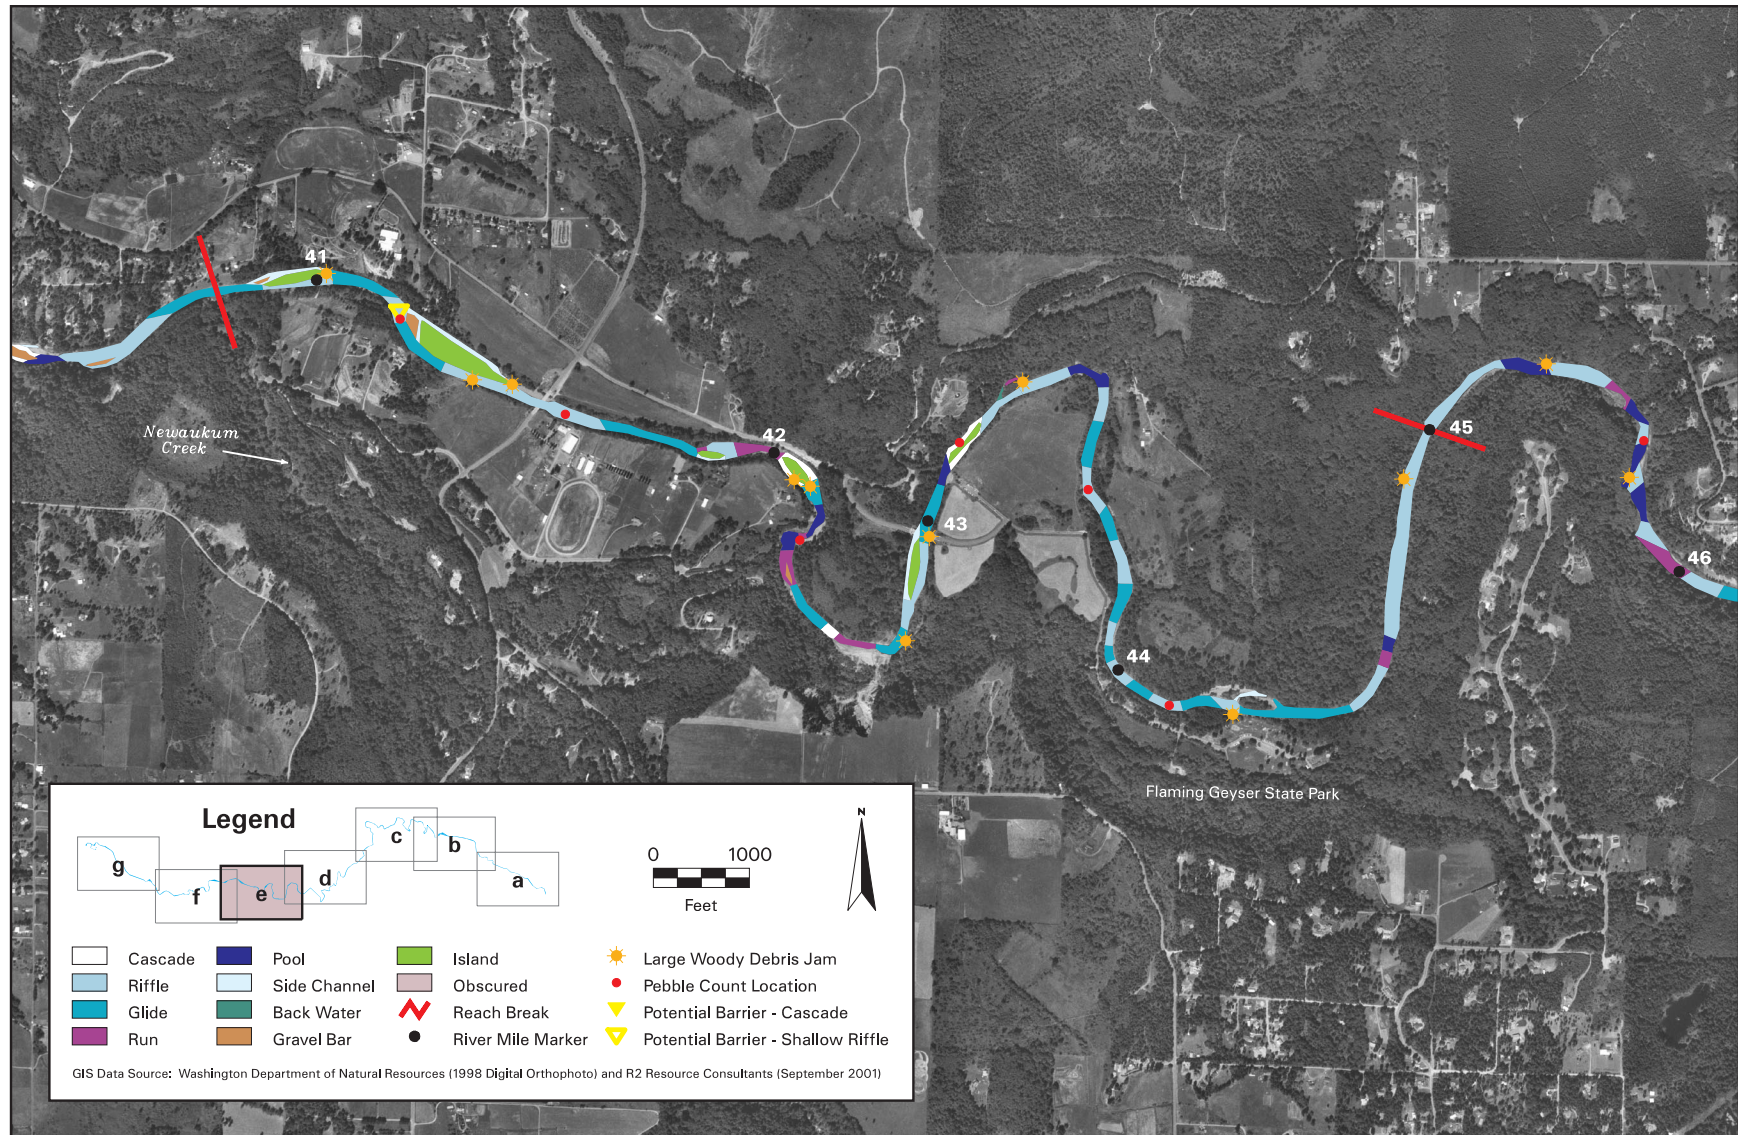 41
Newaukum
Creek
42
43
44
45
46
Flaming Geyser State Park
Legend
g
f
e
d
c
b
a
0 1000
Feet
N
Cascade
Riffle
Glide
Run
Pool
Side Channel
Back Water
Gravel Bar
Island
Obscured
Reach Break
River Mile Marker
Large Woody Debris Jam
Pebble Count Location
Potential Barrier - Cascade
Potential Barrier - Shallow Riffle
GIS Data Source: Washington Department of Natural Resources (1998 Digital Orthophoto) and R2 Resource Consultants (September 2001)